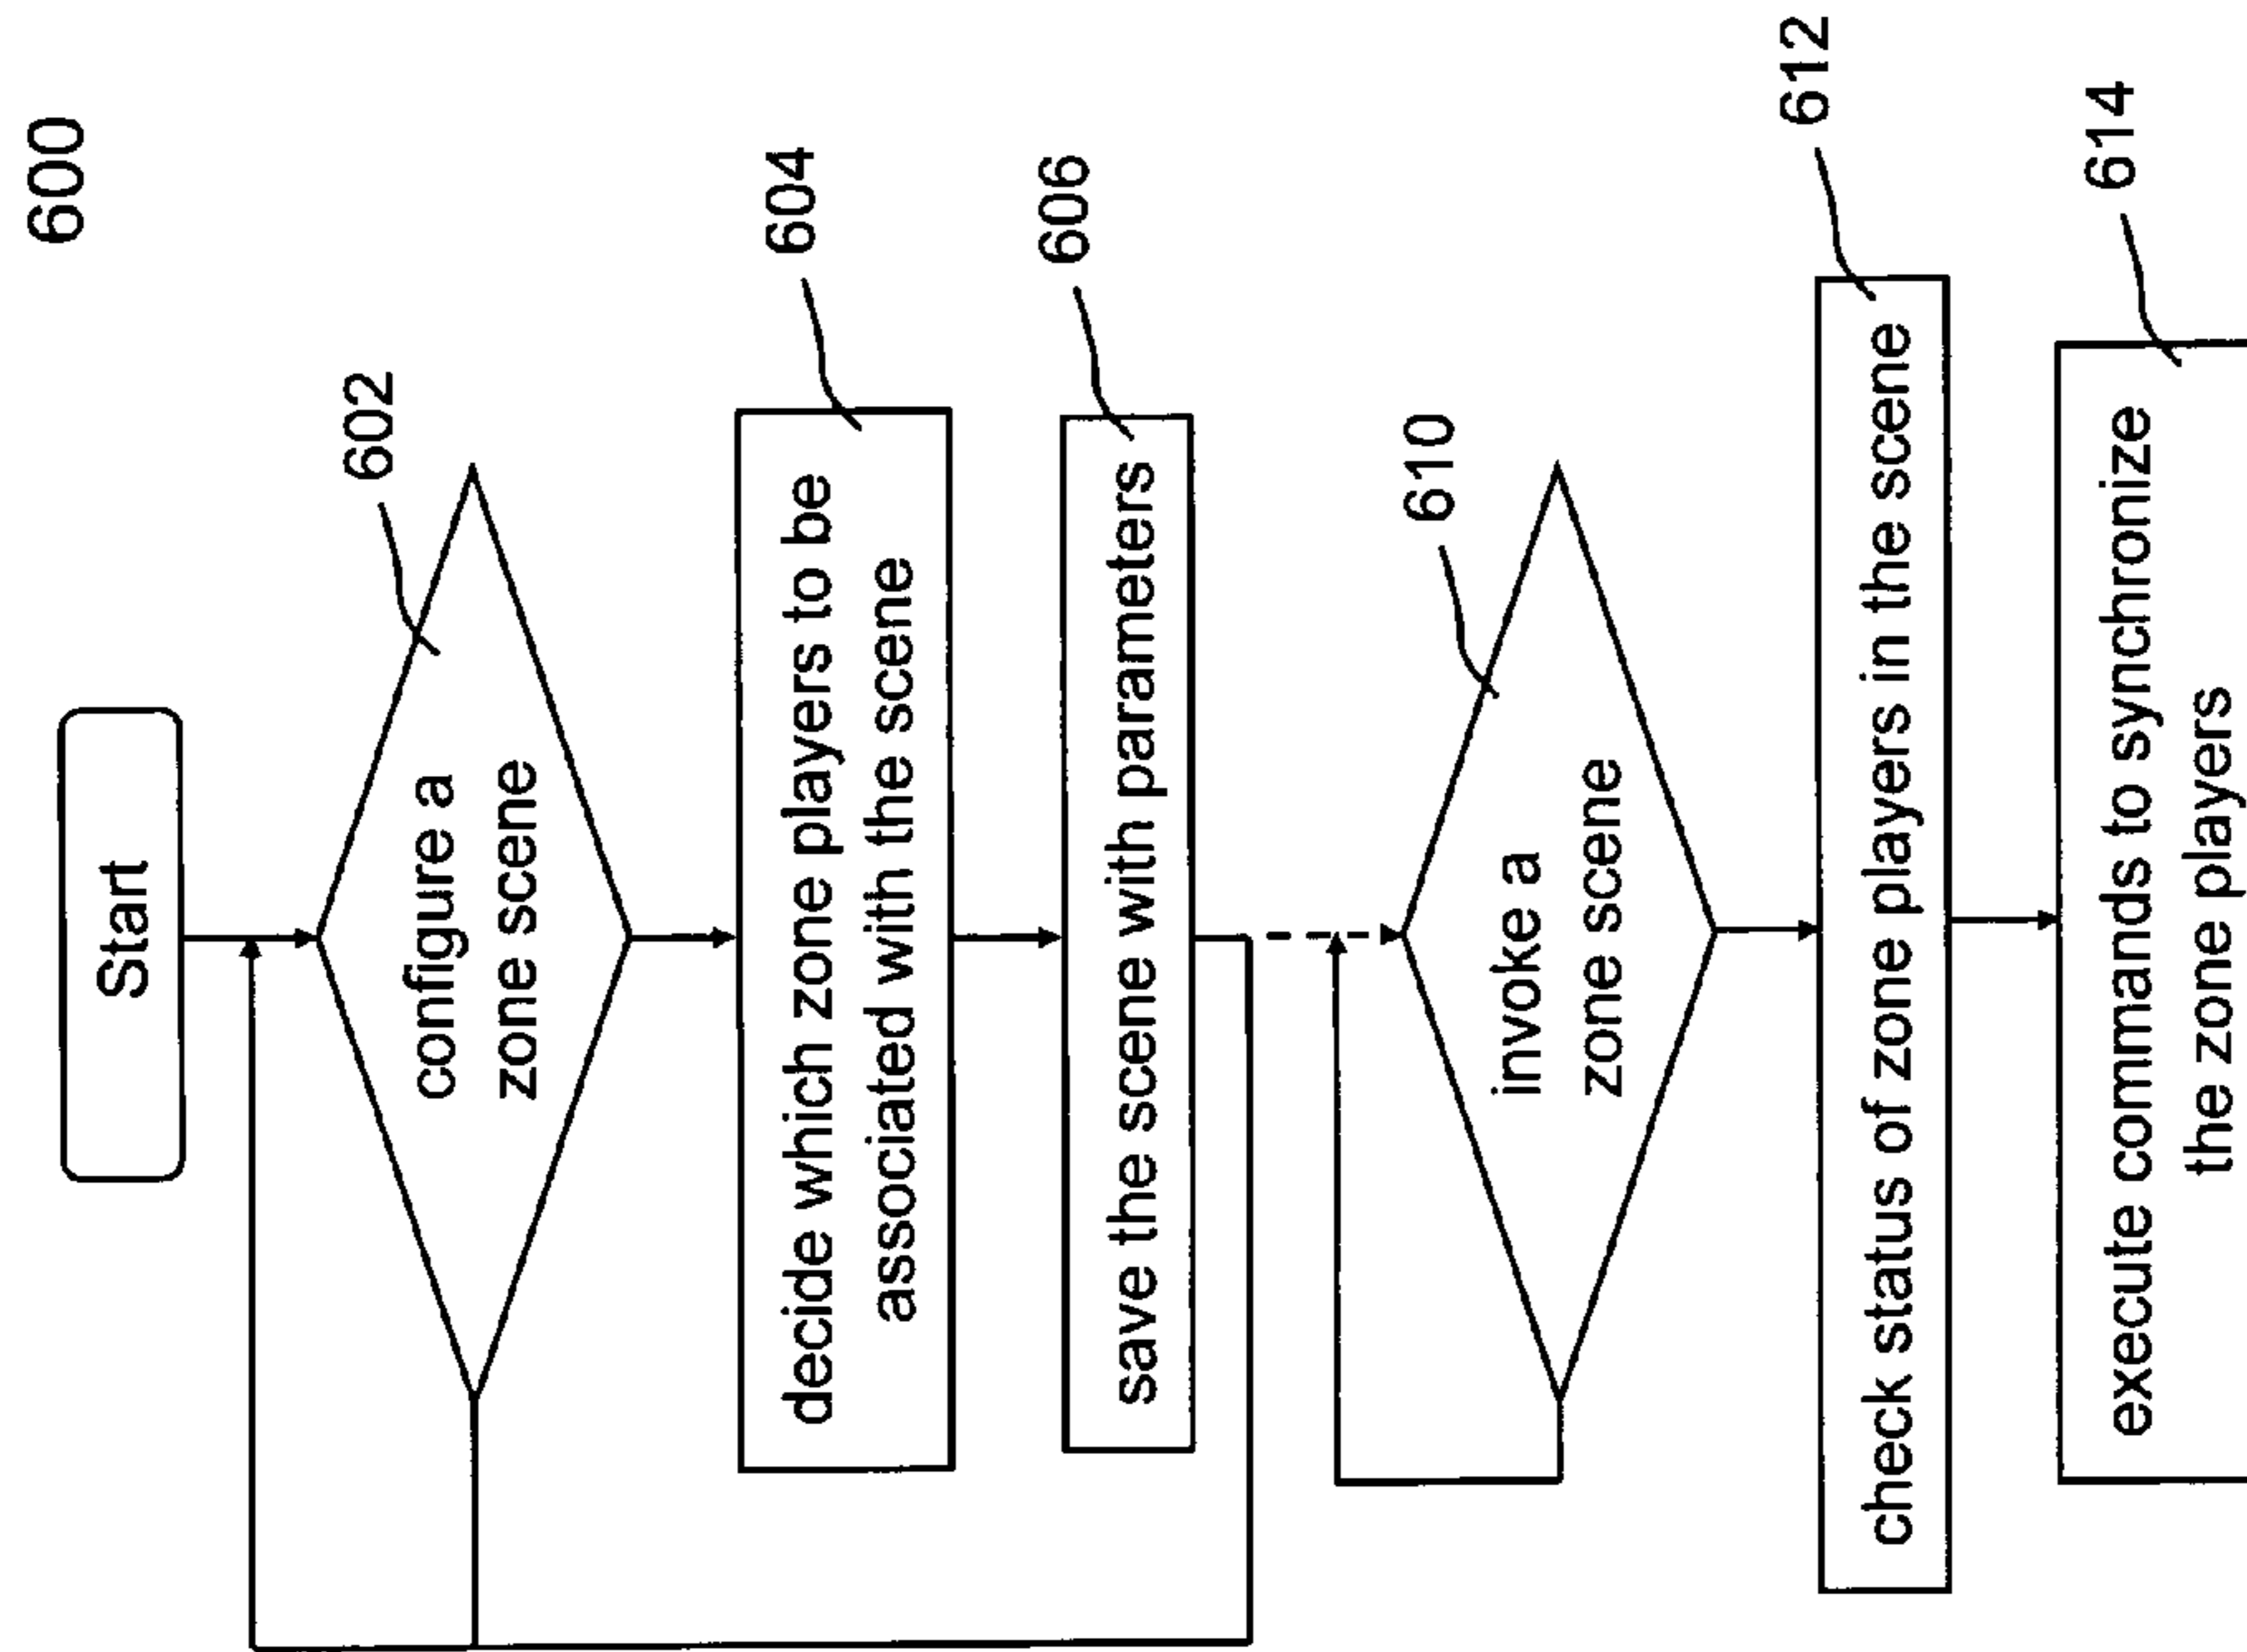 600
Start
602
configure a
zone scene
604
decide which zone players to be
associated with the scene
606
save the scene with parameters
610
invoke a
zone scene
612
check status of zone players in the scene
614
execute commands to synchronize
the zone players